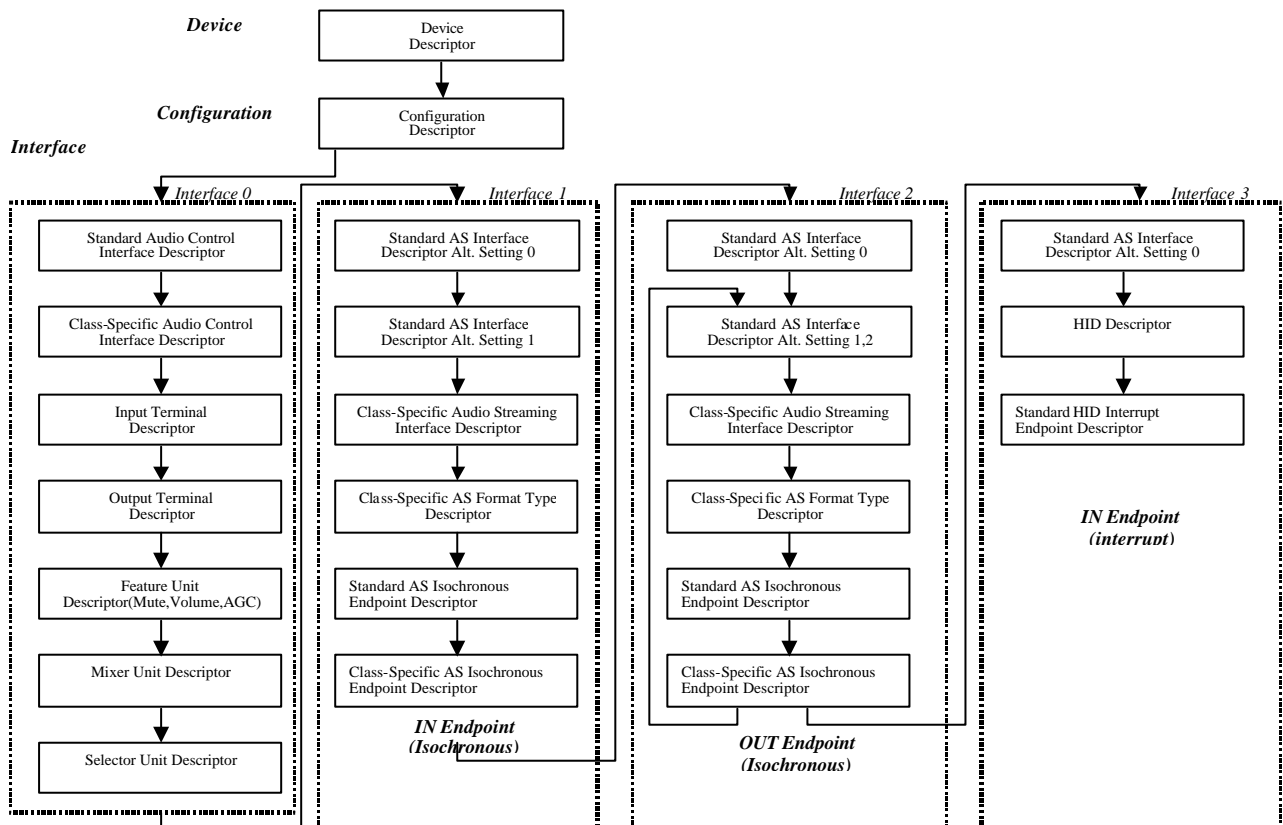 Device
Device
Descriptor
Configuration
Configuration
Descriptor
Interface
Interface 0
Standard Audio Control
Interface Descriptor
Class-Specific Audio Control
Interface Descriptor
Input Terminal
Descriptor
Output Terminal
Descriptor
Feature Unit
Descriptor(Mute,Volume,AGC)
Mixer Unit Descriptor
Selector Unit Descriptor
Interface 1
Standard AS Interface
Descriptor Alt. Setting 0
Standard AS Interface
Descriptor Alt. Setting 1
Class-Specific Audio Streaming
Interface Descriptor
Class-Specific AS Format Type
Descriptor
Standard AS Isochronous
Endpoint Descriptor
Class-Specific AS Isochronous
Endpoint Descriptor
IN Endpoint
(Isochronous)
Interface 2
Standard AS Interface
Descriptor Alt. Setting 0
Standard AS Interface
Descriptor Alt. Setting 1,2
Class-Specific Audio Streaming
Interface Descriptor
Class-Specific AS Format Type
Descriptor
Standard AS Isochronous
Endpoint Descriptor
Class-Specific AS Isochronous
Endpoint Descriptor
OUT Endpoint
(Isochronous)
Interface 3
Standard AS Interface
Descriptor Alt. Setting 0
HID Descriptor
Standard HID Interrupt
Endpoint Descriptor
IN Endpoint
(interrupt)